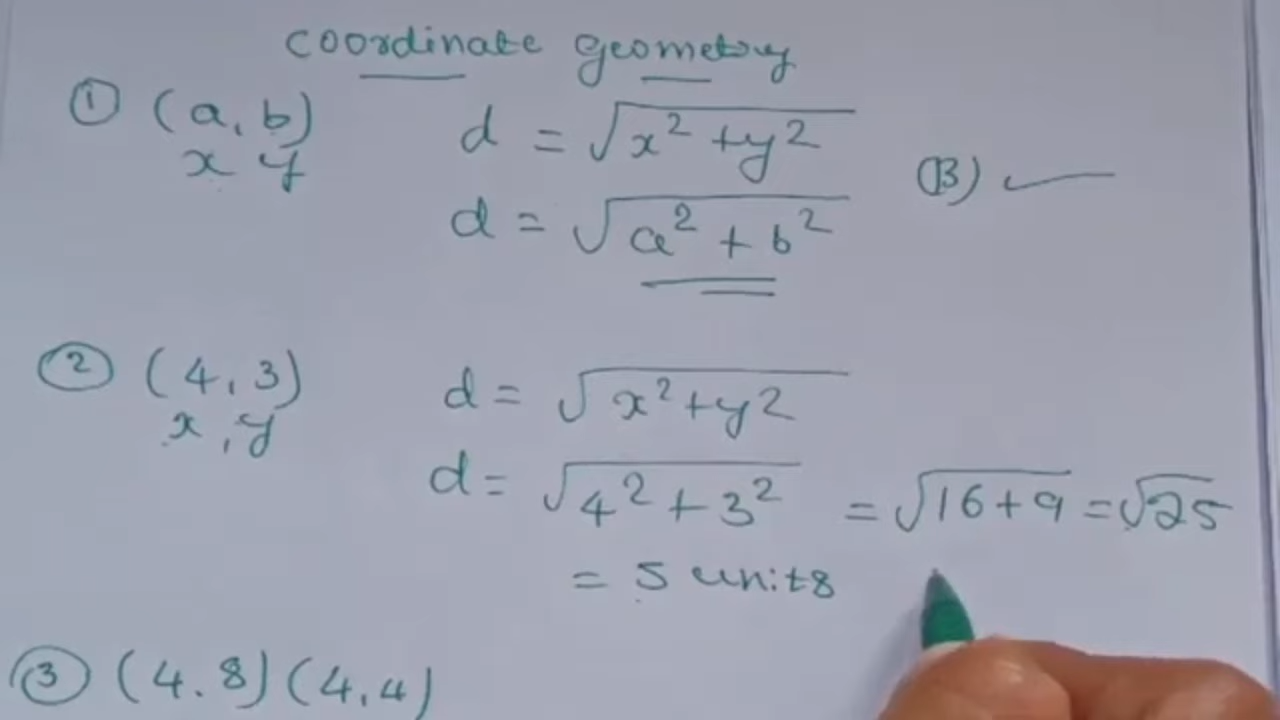 coordinate geometry
① (a, b) d = √x² + y²
x y
(B) ✓
d = √a² + b²
② (4, 3) d = √x² + y²
x, y
d = √4² + 3² = √16 + 9 = √25
= 5 units
③ (4.8) (4, 4)